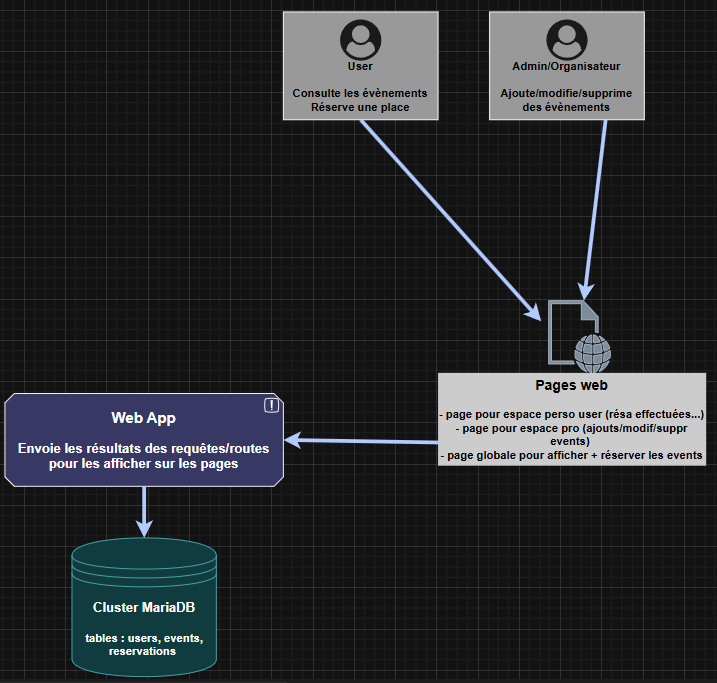 User
Consulte les évènements
Réserve une place
Admin/Organisateur
Ajoute/modifie/supprime
des évènements
Pages web
- page pour espace perso user (résa effectuées...)
- page pour espace pro (ajouts/modif/suppr
events)
- page globale pour afficher + réserver les events
Web App
Envoie les résultats des requêtes/routes
pour les afficher sur les pages
Cluster MariaDB
tables : users, events,
reservations